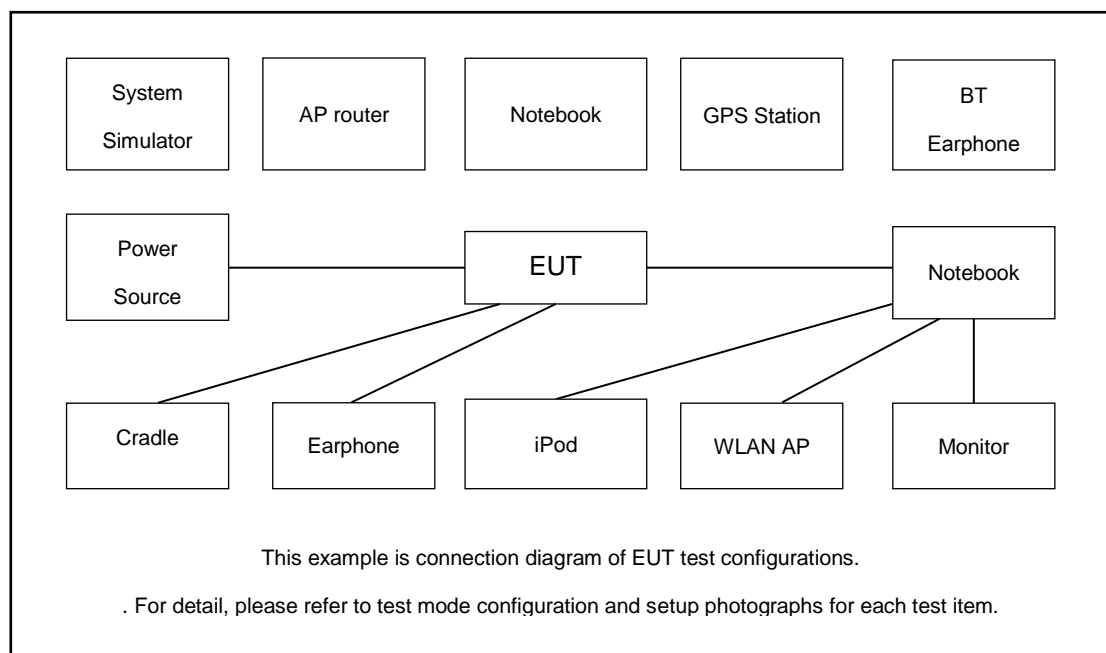 System
Simulator
AP router
Notebook
GPS Station
BT
Earphone
Power
Source
EUT
Notebook
Cradle
Earphone
iPod
WLAN AP
Monitor
This example is connection diagram of EUT test configurations.
. For detail, please refer to test mode configuration and setup photographs for each test item.